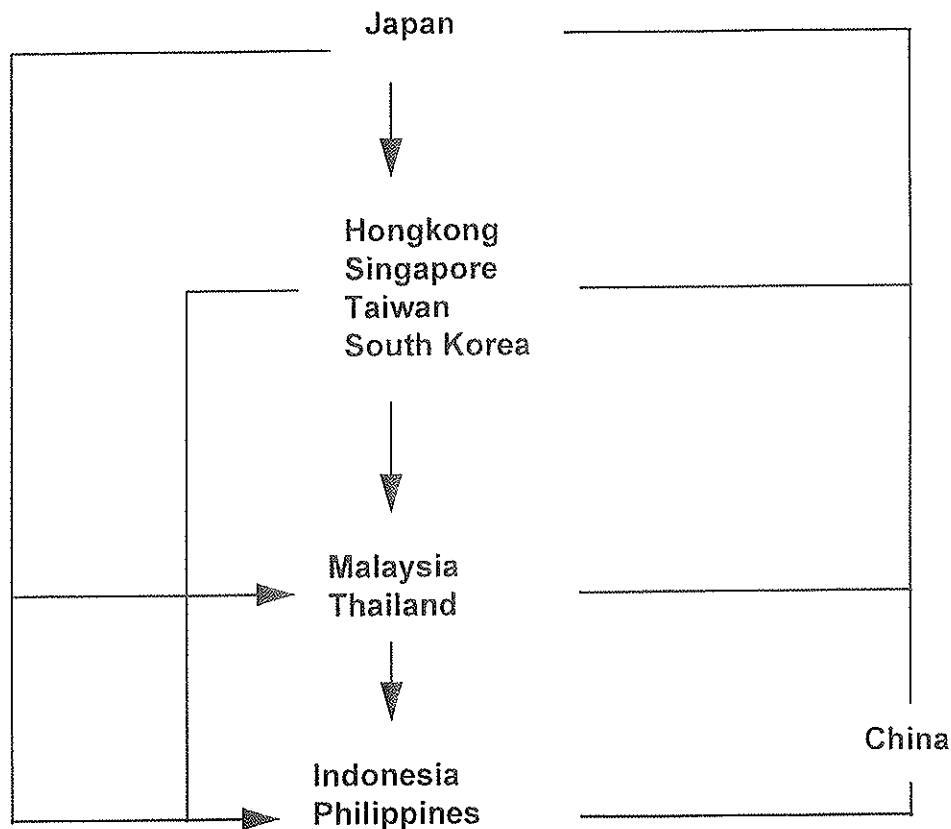 Japan
Hongkong
Singapore
Taiwan
South Korea
Malaysia
Thailand
China
Indonesia
Philippines